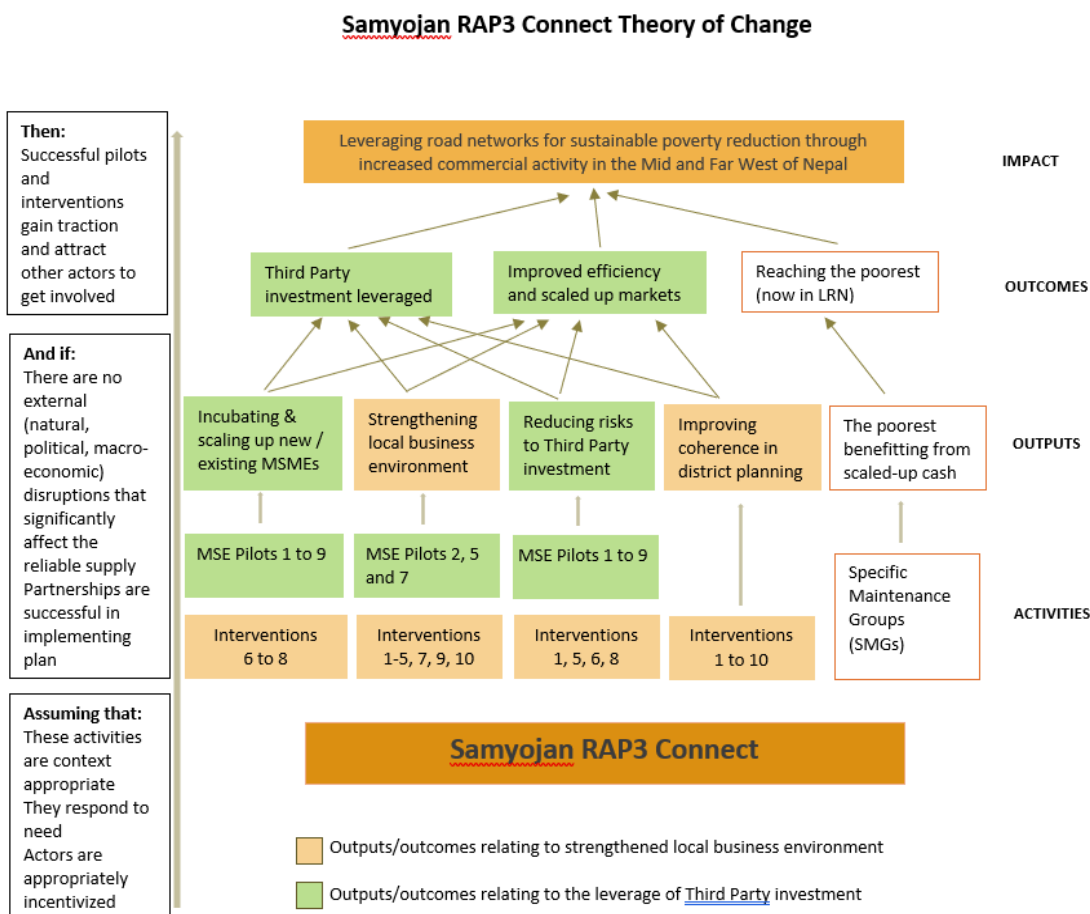 Samyojan RAP3 Connect Theory of Change
Then:
Successful pilots
and
interventions
gain traction
and attract
other actors to
get involved
And if:
There are no
external
(natural,
political, macro-
economic)
disruptions that
significantly
affect the
reliable supply
Partnerships are
successful in
implementing
plan
Assuming that:
These activities
are context
appropriate
They respond to
need
Actors are
appropriately
incentivized
Leveraging road networks for sustainable poverty reduction through
increased commercial activity in the Mid and Far West of Nepal
IMPACT
Third Party
investment leveraged
Improved efficiency
and scaled up markets
Reaching the poorest
(now in LRN)
OUTCOMES
Incubating &
scaling up new /
existing MSMEs
Strengthening
local business
environment
Reducing risks
to Third Party
investment
Improving
coherence in
district planning
The poorest
benefitting from
scaled-up cash
OUTPUTS
MSE Pilots 1 to 9
MSE Pilots 2, 5
and 7
MSE Pilots 1 to 9
Specific
Maintenance
Groups
(SMGs)
ACTIVITIES
Interventions
6 to 8
Interventions
1-5, 7, 9, 10
Interventions
1, 5, 6, 8
Interventions
1 to 10
Samyojan RAP3 Connect
Outputs/outcomes relating to strengthened local business environment
Outputs/outcomes relating to the leverage of Third Party investment